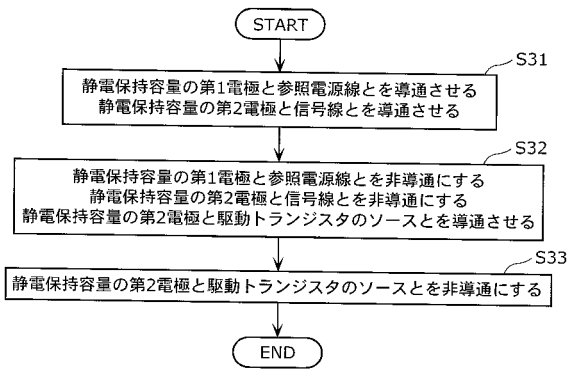 START
S31
静電保持容量の第1電極と参照電源線とを導通させる
静電保持容量の第2電極と信号線とを導通させる
S32
静電保持容量の第1電極と参照電源線とを非導通にする
静電保持容量の第2電極と信号線とを非導通にする
静電保持容量の第2電極と駆動トランジスタのソースとを導通させる
S33
静電保持容量の第2電極と駆動トランジスタのソースとを非導通にする
END